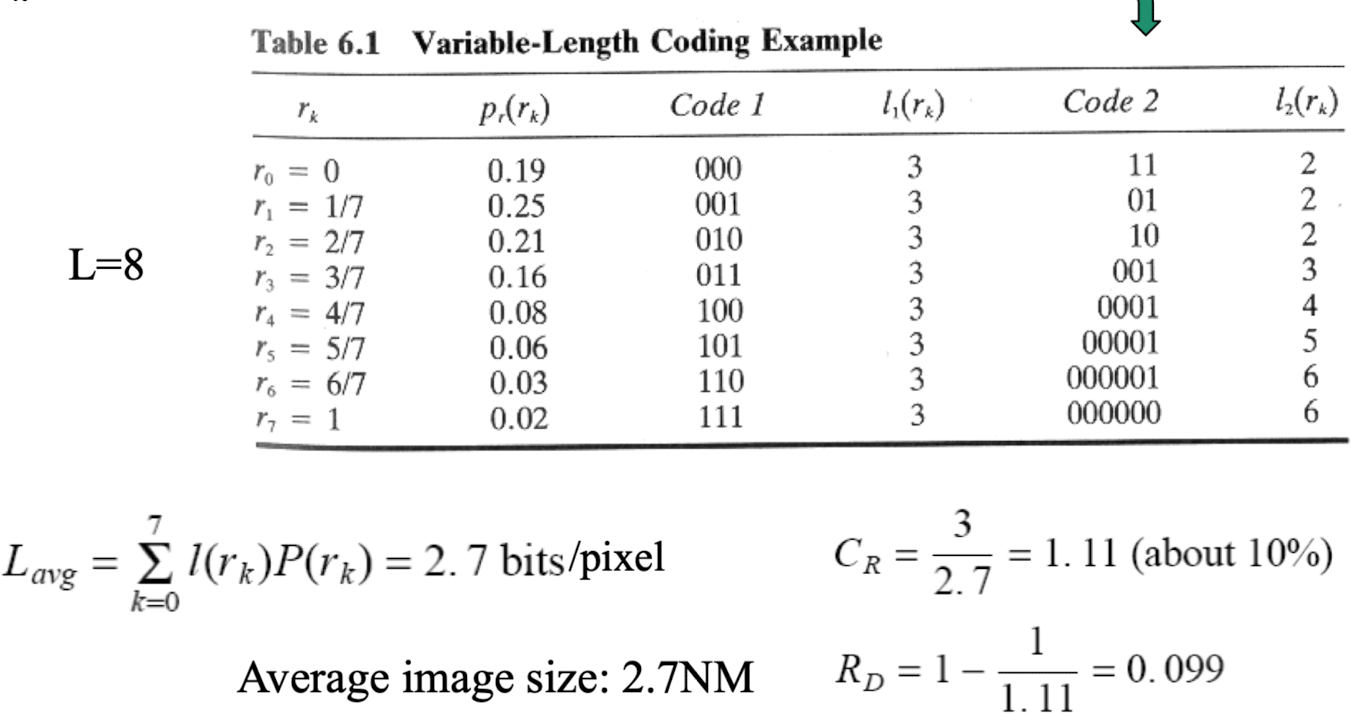 Table 6.1 Variable-Length Coding Example
r_k p_r(r_k) Code 1 l_1(r_k) Code 2 l_2(r_k)
r_0 = 0 0.19 000 3 11 2
r_1 = 1/7 0.25 001 3 01 2
r_2 = 2/7 0.21 010 3 10 2
L=8
r_3 = 3/7 0.16 011 3 001 3
r_4 = 4/7 0.08 100 3 0001 4
r_5 = 5/7 0.06 101 3 00001 5
r_6 = 6/7 0.03 110 3 000001 6
r_7 = 1 0.02 111 3 000000 6
L_avg = ∑_{k=0}^{7} l(r_k)P(r_k) = 2.7 bits/pixel
C_R = 3/2.7 = 1.11 (about 10%)
Average image size: 2.7NM
R_D = 1 − 1/1.11 = 0.099